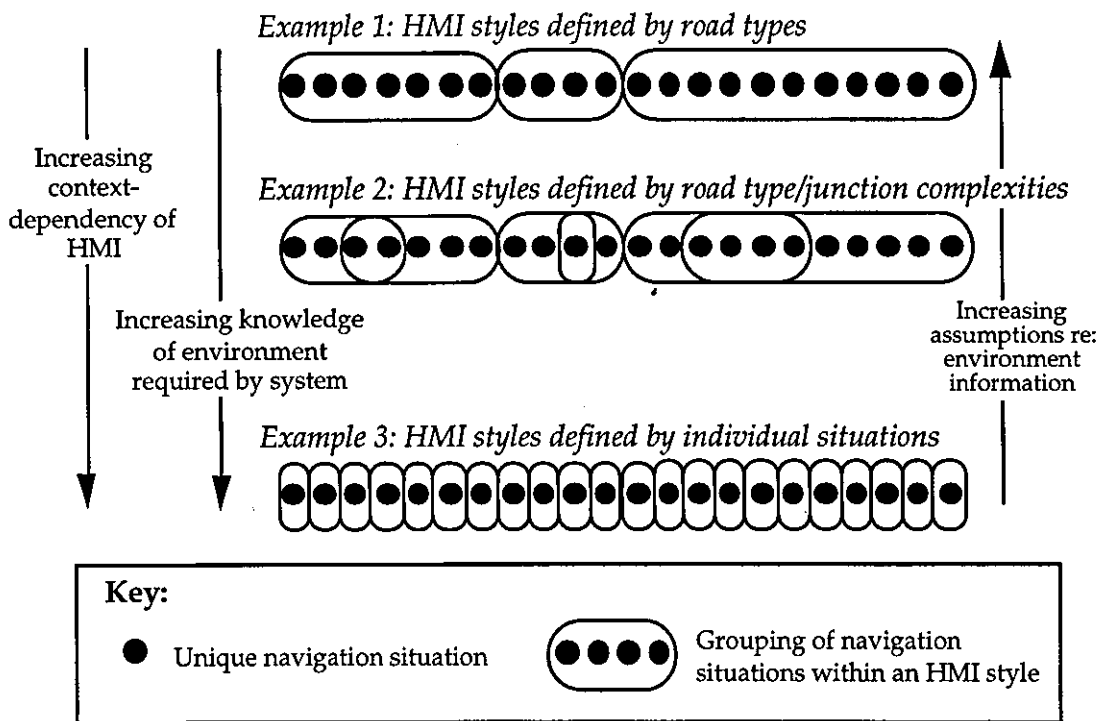 Example 1: HMI styles defined by road types
Increasing
context-
dependency of
HMI
Example 2: HMI styles defined by road type/junction complexities
Increasing knowledge
of environment
required by system
Increasing
assumptions re:
environment
information
Example 3: HMI styles defined by individual situations
Key:
Unique navigation situation
Grouping of navigation
situations within an HMI style